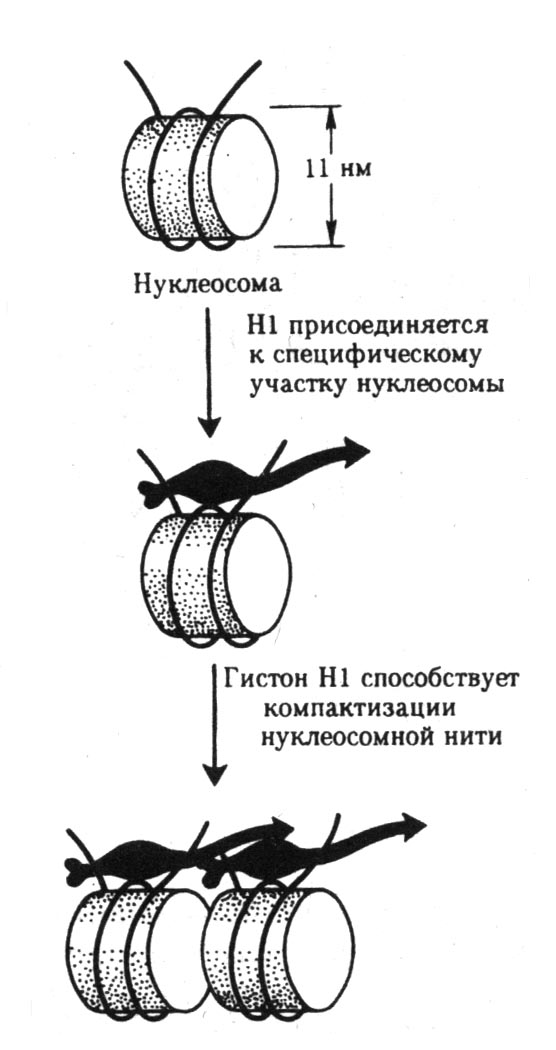 11 нм
Нуклеосома
H1 присоединяется
к специфическому
участку нуклеосомы
Гистон H1 способствует
компактизации
нуклеосомной нити